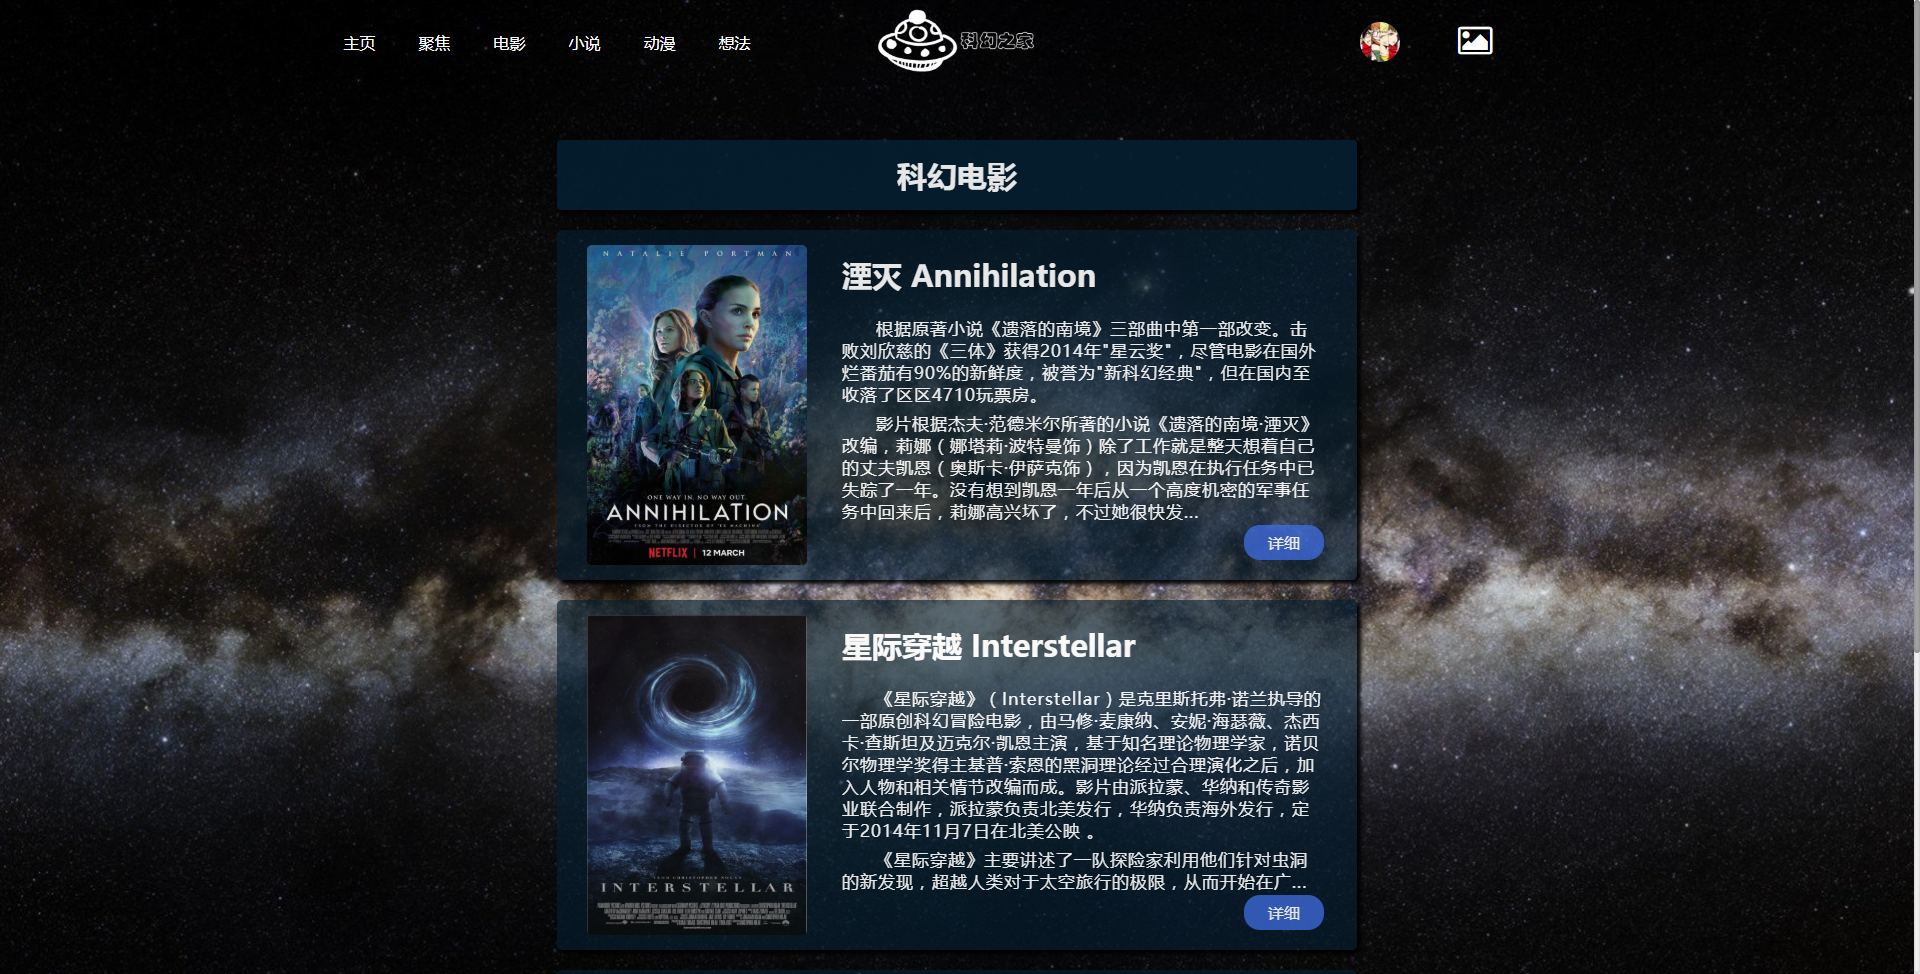 主页 聚焦 电影 小说 动漫 想法
科幻之家
科幻电影
NATALIE PORTMAN
ONE WAY IN. NO WAY OUT.
ANNIHILATION
FROM THE DIRECTOR OF 'EX MACHINA'
NETFLIX | 12 MARCH
湮灭 Annihilation
根据原著小说《遗落的南境》三部曲中第一部改变。击
败刘欣慈的《三体》获得2014年"星云奖"，尽管电影在国外
烂番茄有90%的新鲜度，被誉为"新科幻经典"，但在国内至
收落了区区4710玩票房。
影片根据杰夫·范德米尔所著的小说《遗落的南境·湮灭》
改编，莉娜（娜塔莉·波特曼饰）除了工作就是整天想着自己
的丈夫凯恩（奥斯卡·伊萨克饰），因为凯恩在执行任务中已
失踪了一年。没有想到凯恩一年后从一个高度机密的军事任
务中回来后，莉娜高兴坏了，不过她很快发...
详细
INTERSTELLAR
星际穿越 Interstellar
《星际穿越》（Interstellar）是克里斯托弗·诺兰执导的
一部原创科幻冒险电影，由马修·麦康纳、安妮·海瑟薇、杰西
卡·查斯坦及迈克尔·凯恩主演，基于知名理论物理学家，诺贝
尔物理学奖得主基普·索恩的黑洞理论经过合理演化之后，加
入人物和相关情节改编而成。影片由派拉蒙、华纳和传奇影
业联合制作，派拉蒙负责北美发行，华纳负责海外发行，定
于2014年11月7日在北美公映 。
《星际穿越》主要讲述了一队探险家利用他们针对虫洞
的新发现，超越人类对于太空旅行的极限，从而开始在广...
详细